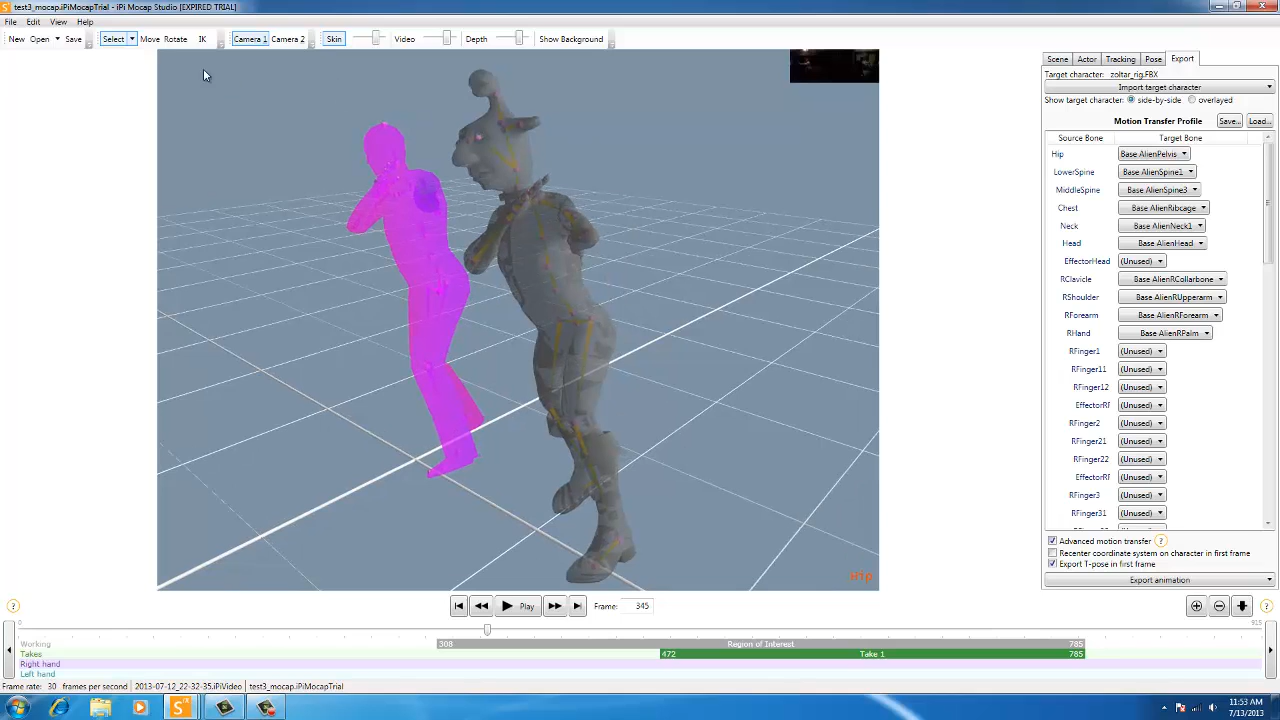 test3_mocap.iPiMocapTrial - iPi Mocap Studio [EXPIRED TRIAL]
File Edit View Help
New Open Save Select Move Rotate IK Camera 1 Camera 2 Skin Video Depth Show Background
Scene Actor Tracking Pose Export
Target character: zoltar_rig.FBX
Import target character
Show target character: side-by-side overlayed
Motion Transfer Profile Save... Load...
Source Bone Target Bone
Hip Base AlienPelvis
LowerSpine Base AlienSpine1
MiddleSpine Base AlienSpine3
Chest Base AlienRibcage
Neck Base AlienNeck1
Head Base AlienHead
EffectorHead (Unused)
RClavicle Base AlienRCollarbone
RShoulder Base AlienRUpperarm
RForearm Base AlienRForearm
RHand Base AlienRPalm
RFinger1 (Unused)
RFinger11 (Unused)
RFinger12 (Unused)
EffectorRF (Unused)
RFinger2 (Unused)
RFinger21 (Unused)
RFinger22 (Unused)
EffectorRF (Unused)
RFinger3 (Unused)
RFinger31 (Unused)
Advanced motion transfer ?
Recenter coordinate system on character in first frame
Export T-pose in first frame
Export animation
Hip
? Play Frame: 345 ?
0 915
Working 308 Region of Interest 785
Takes 472 Take 1 785
Right hand
Left hand
Frame rate: 30 frames per second 2013-07-12_22-32-35.iPiVideo test3_mocap.iPiMocapTrial
11:53 AM
7/13/2013